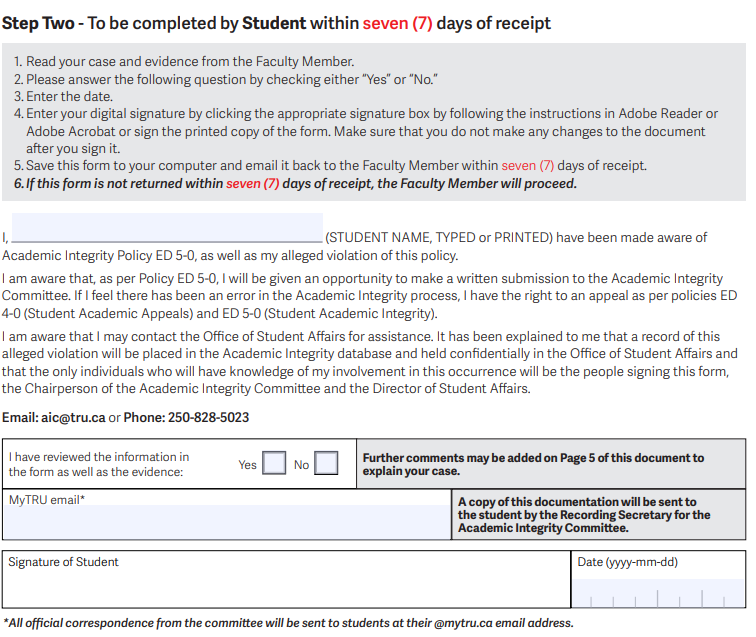 Step Two - To be completed by Student within seven (7) days of receipt
1. Read your case and evidence from the Faculty Member.
2. Please answer the following question by checking either "Yes" or "No."
3. Enter the date.
4. Enter your digital signature by clicking the appropriate signature box by following the instructions in Adobe Reader or
Adobe Acrobat or sign the printed copy of the form. Make sure that you do not make any changes to the document
after you sign it.
5. Save this form to your computer and email it back to the Faculty Member within seven (7) days of receipt.
6. If this form is not returned within seven (7) days of receipt, the Faculty Member will proceed.
I, (STUDENT NAME, TYPED or PRINTED) have been made aware of
Academic Integrity Policy ED 5-0, as well as my alleged violation of this policy.
I am aware that, as per Policy ED 5-0, I will be given an opportunity to make a written submission to the Academic Integrity
Committee. If I feel there has been an error in the Academic Integrity process, I have the right to an appeal as per policies ED
4-0 (Student Academic Appeals) and ED 5-0 (Student Academic Integrity).
I am aware that I may contact the Office of Student Affairs for assistance. It has been explained to me that a record of this
alleged violation will be placed in the Academic Integrity database and held confidentially in the Office of Student Affairs and
that the only individuals who will have knowledge of my involvement in this occurrence will be the people signing this form,
the Chairperson of the Academic Integrity Committee and the Director of Student Affairs.
Email: aic@tru.ca or Phone: 250-828-5023
I have reviewed the information in
the form as well as the evidence:
Yes No
Further comments may be added on Page 5 of this document to
explain your case.
MyTRU email*
A copy of this documentation will be sent to
the student by the Recording Secretary for the
Academic Integrity Committee.
Signature of Student
Date (yyyy-mm-dd)
*All official correspondence from the committee will be sent to students at their @mytru.ca email address.